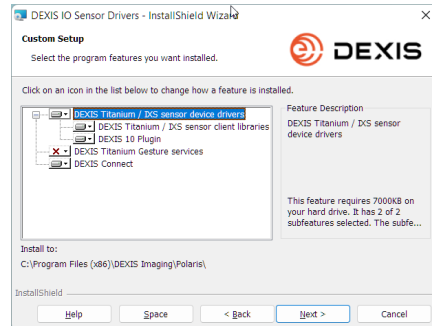 DEXIS IO Sensor Drivers - InstallShield Wizard
Custom Setup
Select the program features you want installed.
DEXIS
Click on an icon in the list below to change how a feature is installed.
DEXIS Titanium / IXS sensor device drivers
DEXIS Titanium / IXS sensor client libraries
DEXIS 10 Plugin
DEXIS Titanium Gesture services
DEXIS Connect
Feature Description
DEXIS Titanium / IXS sensor
device drivers
This feature requires 7000KB on
your hard drive. It has 2 of 2
subfeatures selected. The subfe...
Install to:
C:\Program Files (x86)\DEXIS Imaging\Polaris\
InstallShield
Help
Space
< Back
Next >
Cancel